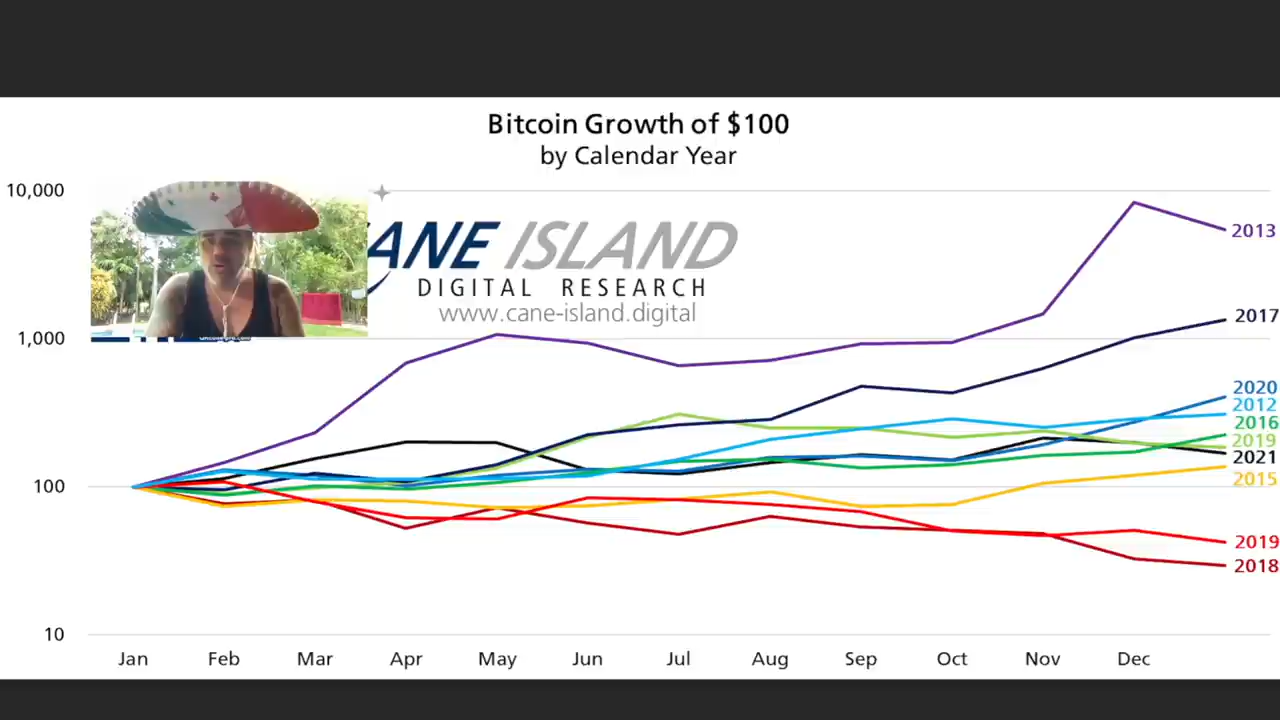 Bitcoin Growth of $100
by Calendar Year
10,000
1,000
100
10
ANE ISLAND
DIGITAL RESEARCH
www.cane-island.digital
2013
2017
2020
2012
2016
2019
2021
2015
2019
2018
Jan Feb Mar Apr May Jun Jul Aug Sep Oct Nov Dec